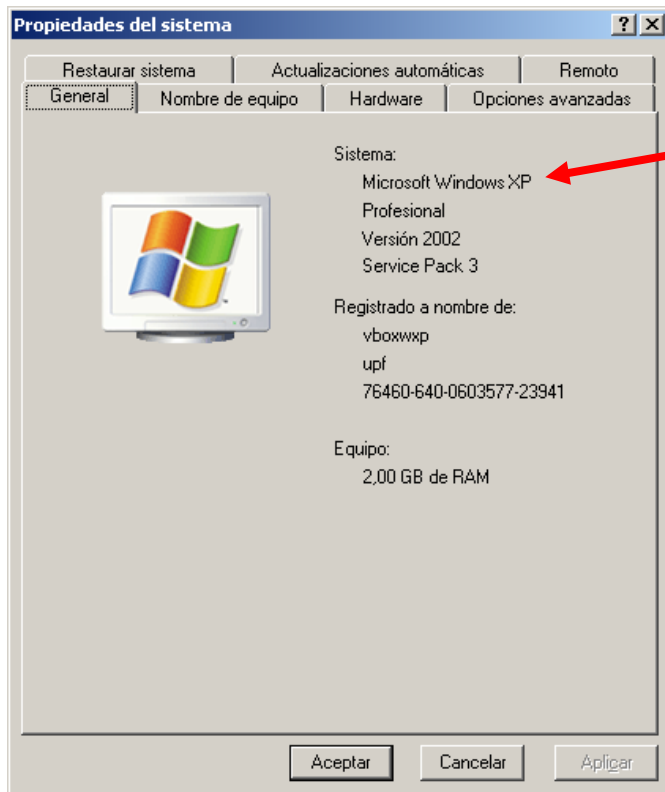 Propiedades del sistema
Restaurar sistema
Actualizaciones automáticas
Remoto
General
Nombre de equipo
Hardware
Opciones avanzadas
Sistema:
Microsoft Windows XP
Profesional
Versión 2002
Service Pack 3
Registrado a nombre de:
vboxwxp
upf
76460-640-0603577-23941
Equipo:
2,00 GB de RAM
Aceptar
Cancelar
Aplicar